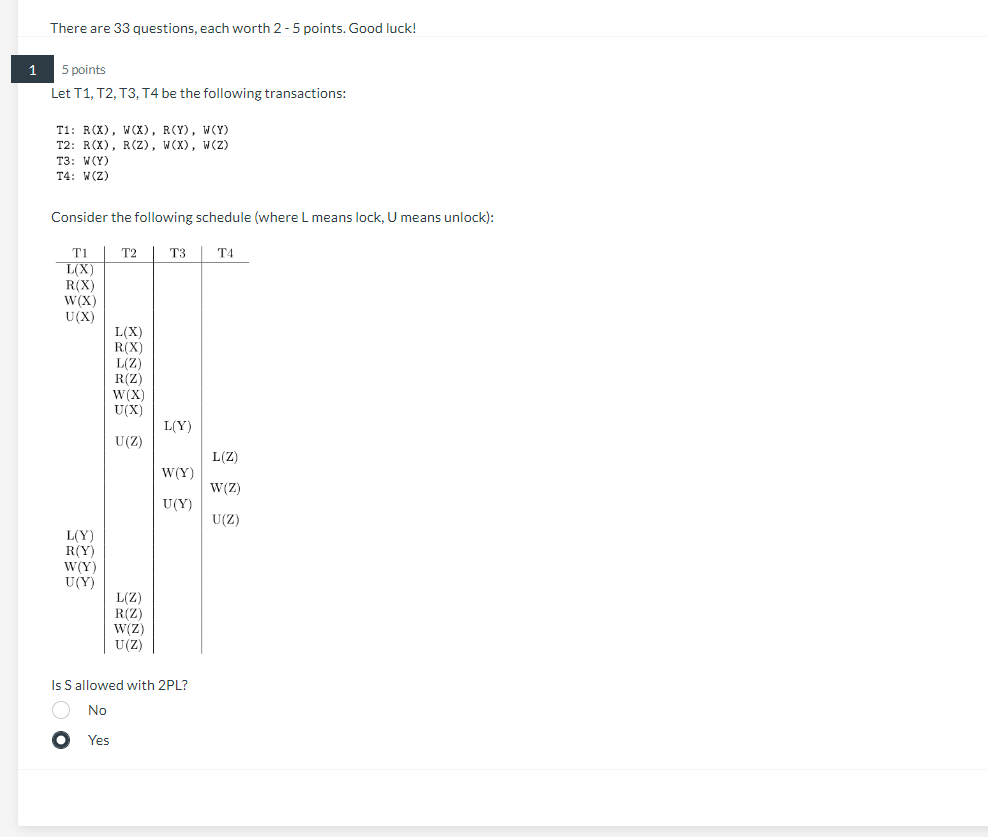 There are 33 questions, each worth 2 - 5 points. Good luck!
1 5 points
Let T1, T2, T3, T4 be the following transactions:
T1: R(X), W(X), R(Y), W(Y)
T2: R(X), R(Z), W(X), W(Z)
T3: W(Y)
T4: W(Z)
Consider the following schedule (where L means lock, U means unlock):
T1 T2 T3 T4
L(X)
R(X)
W(X)
U(X)
L(X)
R(X)
L(Z)
R(Z)
W(X)
U(X)
L(Y)
U(Z)
L(Z)
W(Y)
W(Z)
U(Y)
U(Z)
L(Y)
R(Y)
W(Y)
U(Y)
L(Z)
R(Z)
W(Z)
U(Z)
Is S allowed with 2PL?
No
Yes